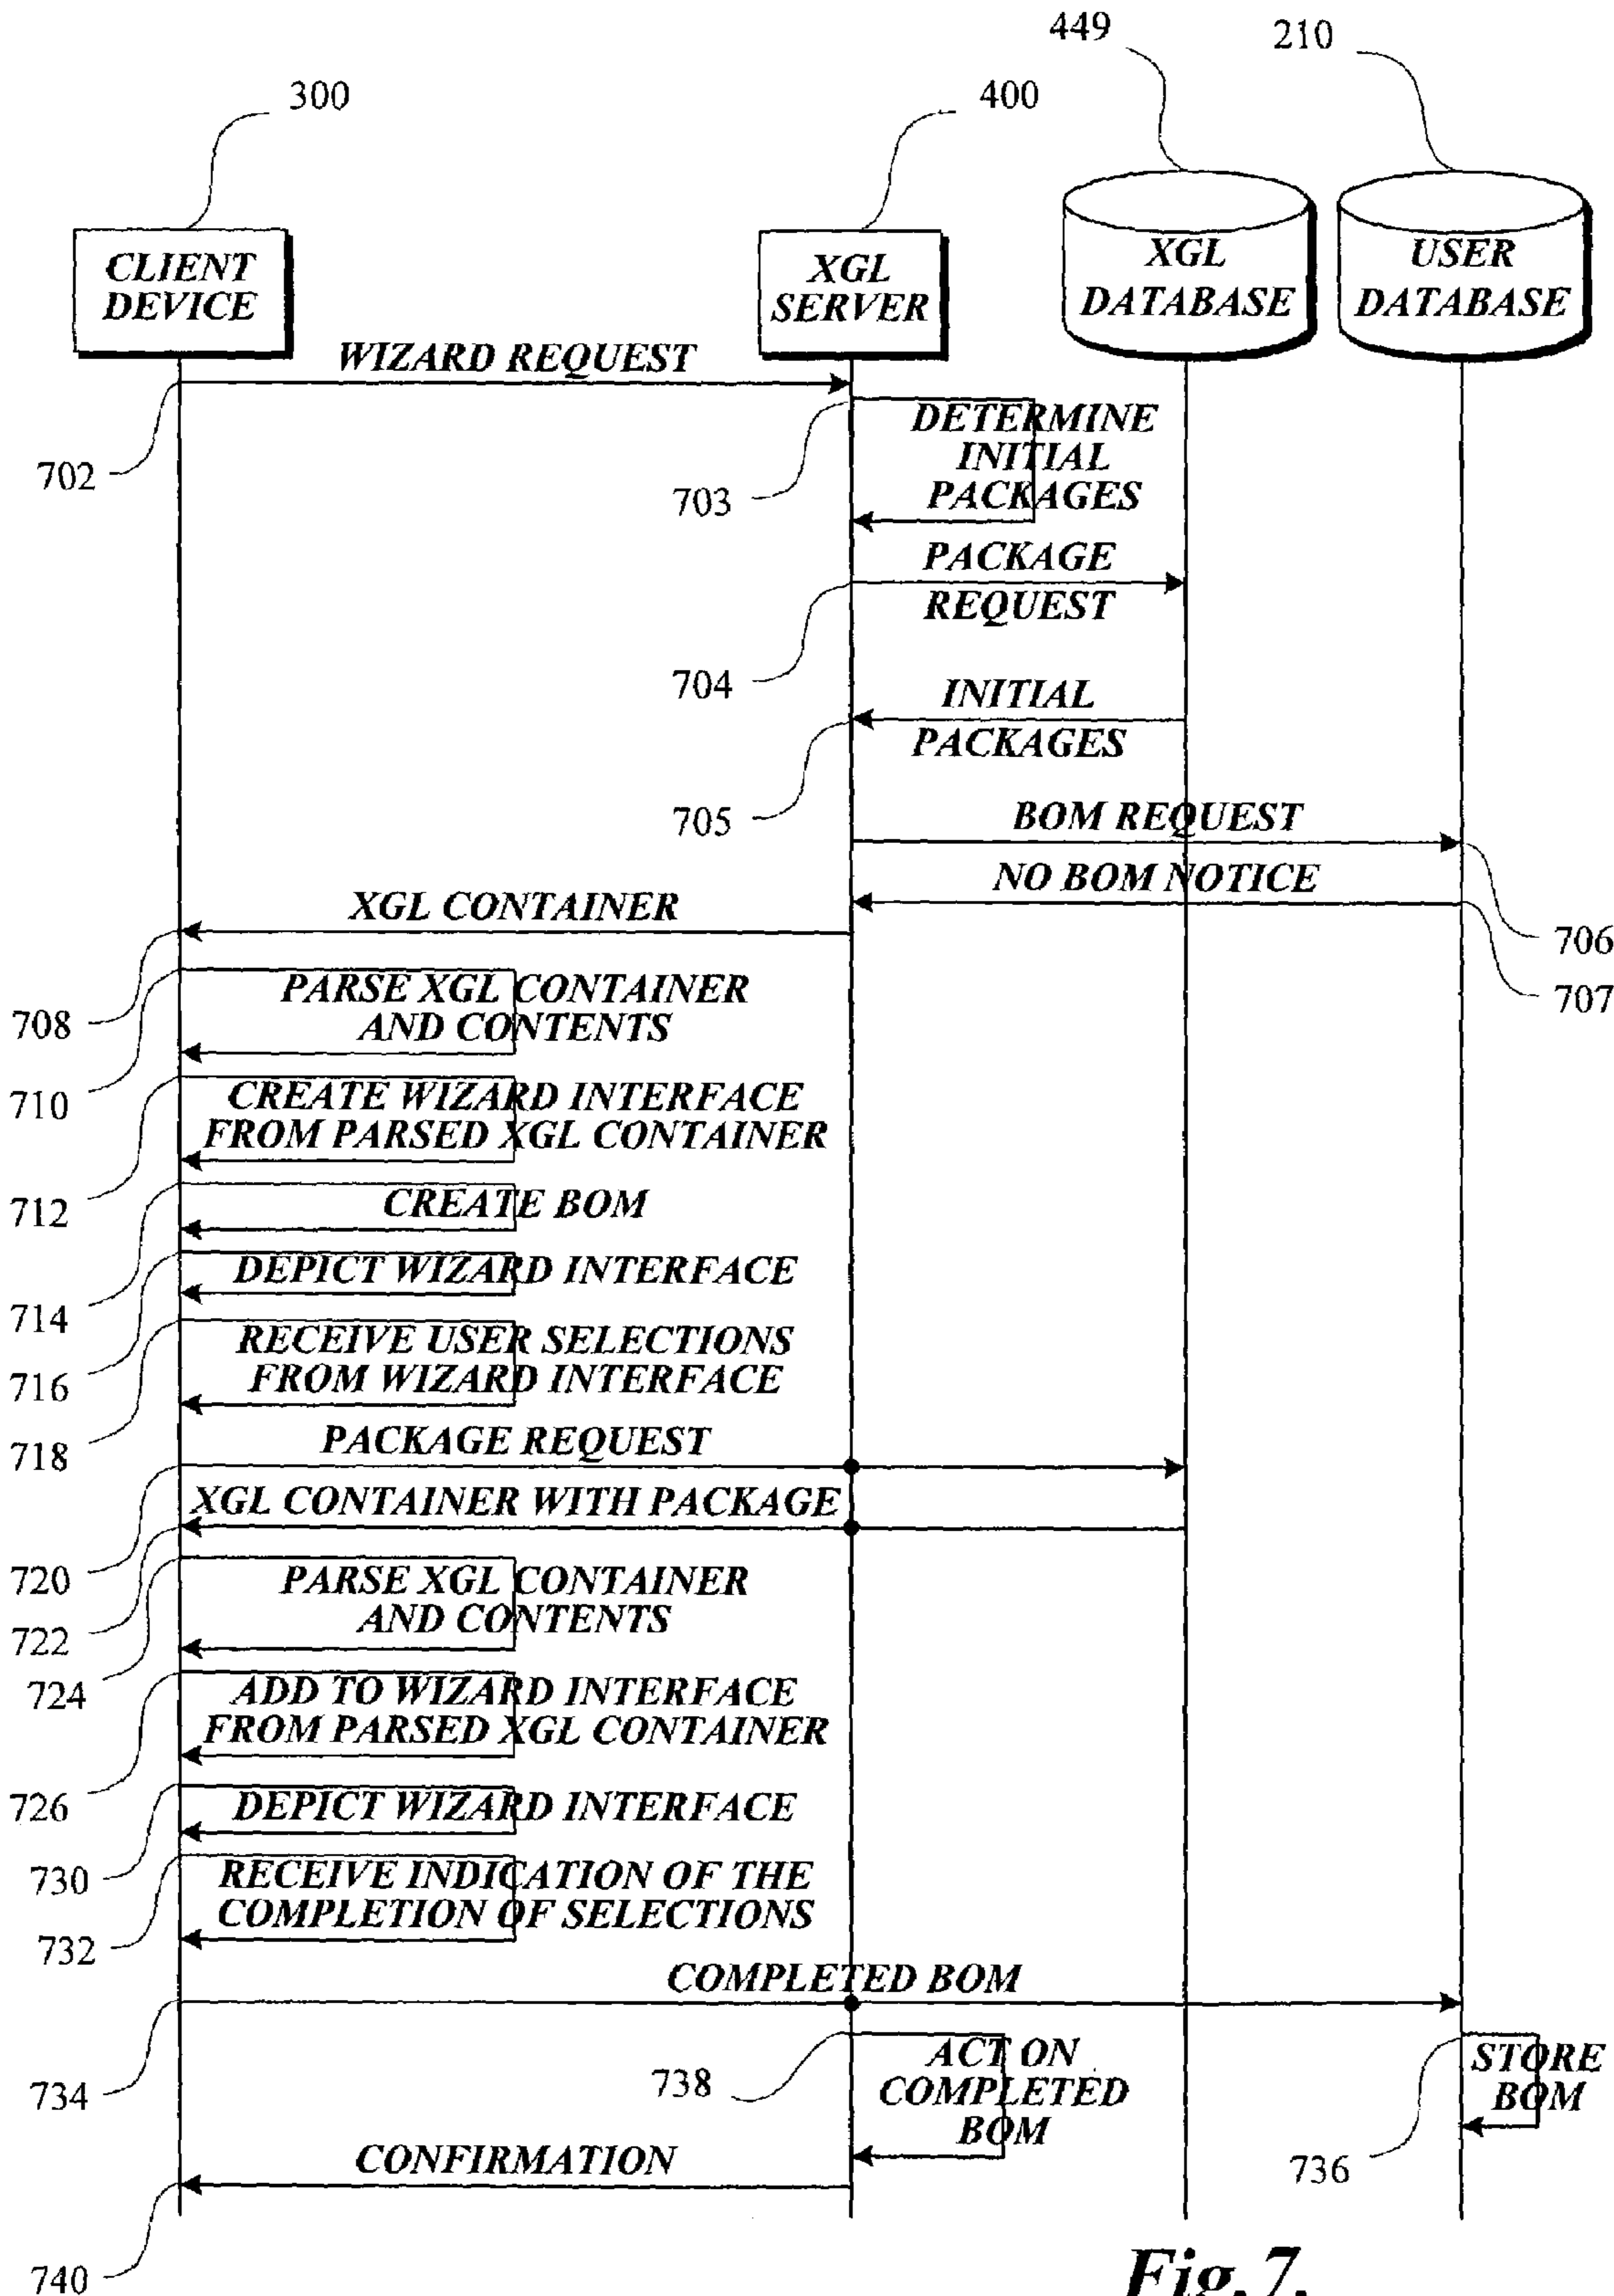 449
210
300
400
CLIENT
DEVICE
XGL
SERVER
XGL
DATABASE
USER
DATABASE
WIZARD REQUEST
702
DETERMINE
INITIAL
PACKAGES
703
PACKAGE
REQUEST
704
INITIAL
PACKAGES
705
BOM REQUEST
NO BOM NOTICE
706
707
XGL CONTAINER
708
PARSE XGL CONTAINER
AND CONTENTS
710
CREATE WIZARD INTERFACE
FROM PARSED XGL CONTAINER
712
CREATE BOM
714
DEPICT WIZARD INTERFACE
716
RECEIVE USER SELECTIONS
FROM WIZARD INTERFACE
718
PACKAGE REQUEST
720
XGL CONTAINER WITH PACKAGE
722
PARSE XGL CONTAINER
AND CONTENTS
724
ADD TO WIZARD INTERFACE
FROM PARSED XGL CONTAINER
726
DEPICT WIZARD INTERFACE
730
RECEIVE INDICATION OF THE
COMPLETION OF SELECTIONS
732
COMPLETED BOM
734
738
ACT ON
COMPLETED
BOM
STORE
BOM
736
CONFIRMATION
740
Fig. 7.